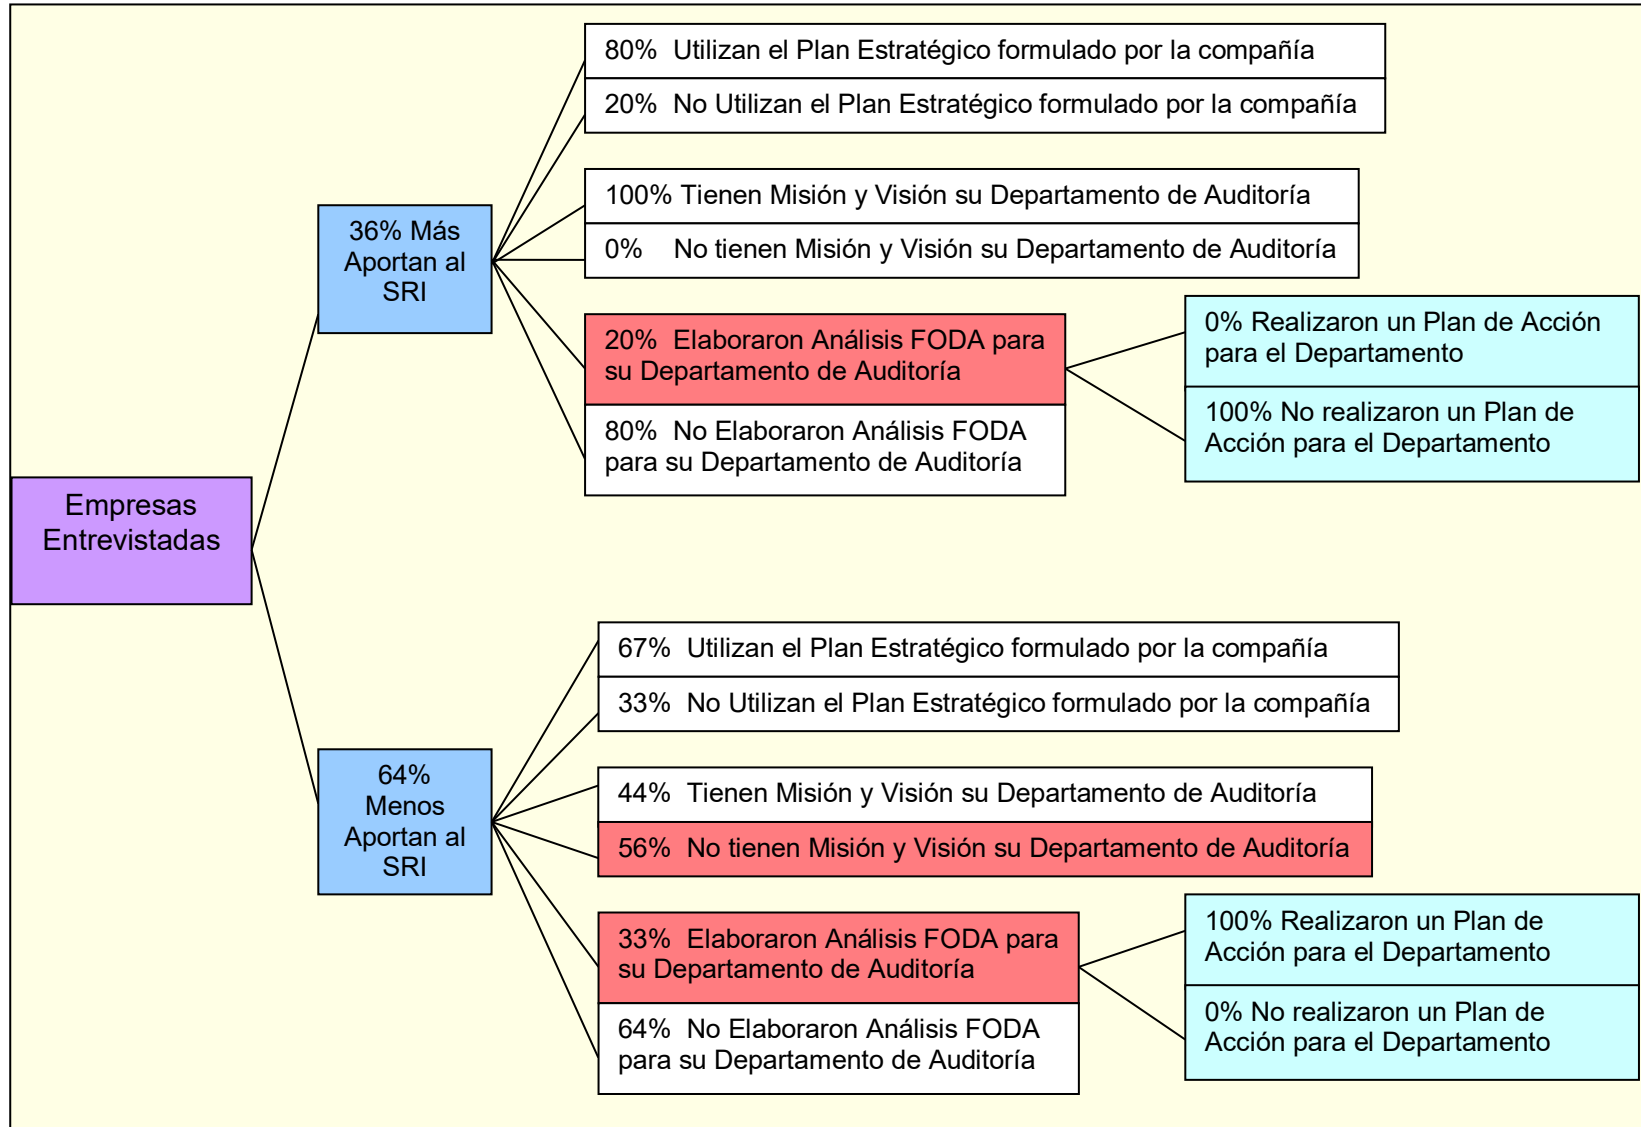 80%  Utilizan el Plan Estratégico formulado por la compañía
20%  No Utilizan el Plan Estratégico formulado por la compañía
100% Tienen Misión y Visión su Departamento de Auditoría
0%    No tienen Misión y Visión su Departamento de Auditoría
36% Más
Aportan al
SRI
20%  Elaboraron Análisis FODA para
su Departamento de Auditoría
80%  No Elaboraron Análisis FODA
para su Departamento de Auditoría
0% Realizaron un Plan de Acción
para el Departamento
100% No realizaron un Plan de
Acción para el Departamento
Empresas
Entrevistadas
67%  Utilizan el Plan Estratégico formulado por la compañía
33%  No Utilizan el Plan Estratégico formulado por la compañía
64%
Menos
Aportan al
SRI
44%  Tienen Misión y Visión su Departamento de Auditoría
56%  No tienen Misión y Visión su Departamento de Auditoría
33%  Elaboraron Análisis FODA para
su Departamento de Auditoría
64%  No Elaboraron Análisis FODA
para su Departamento de Auditoría
100% Realizaron un Plan de
Acción para el Departamento
0% No realizaron un Plan de
Acción para el Departamento